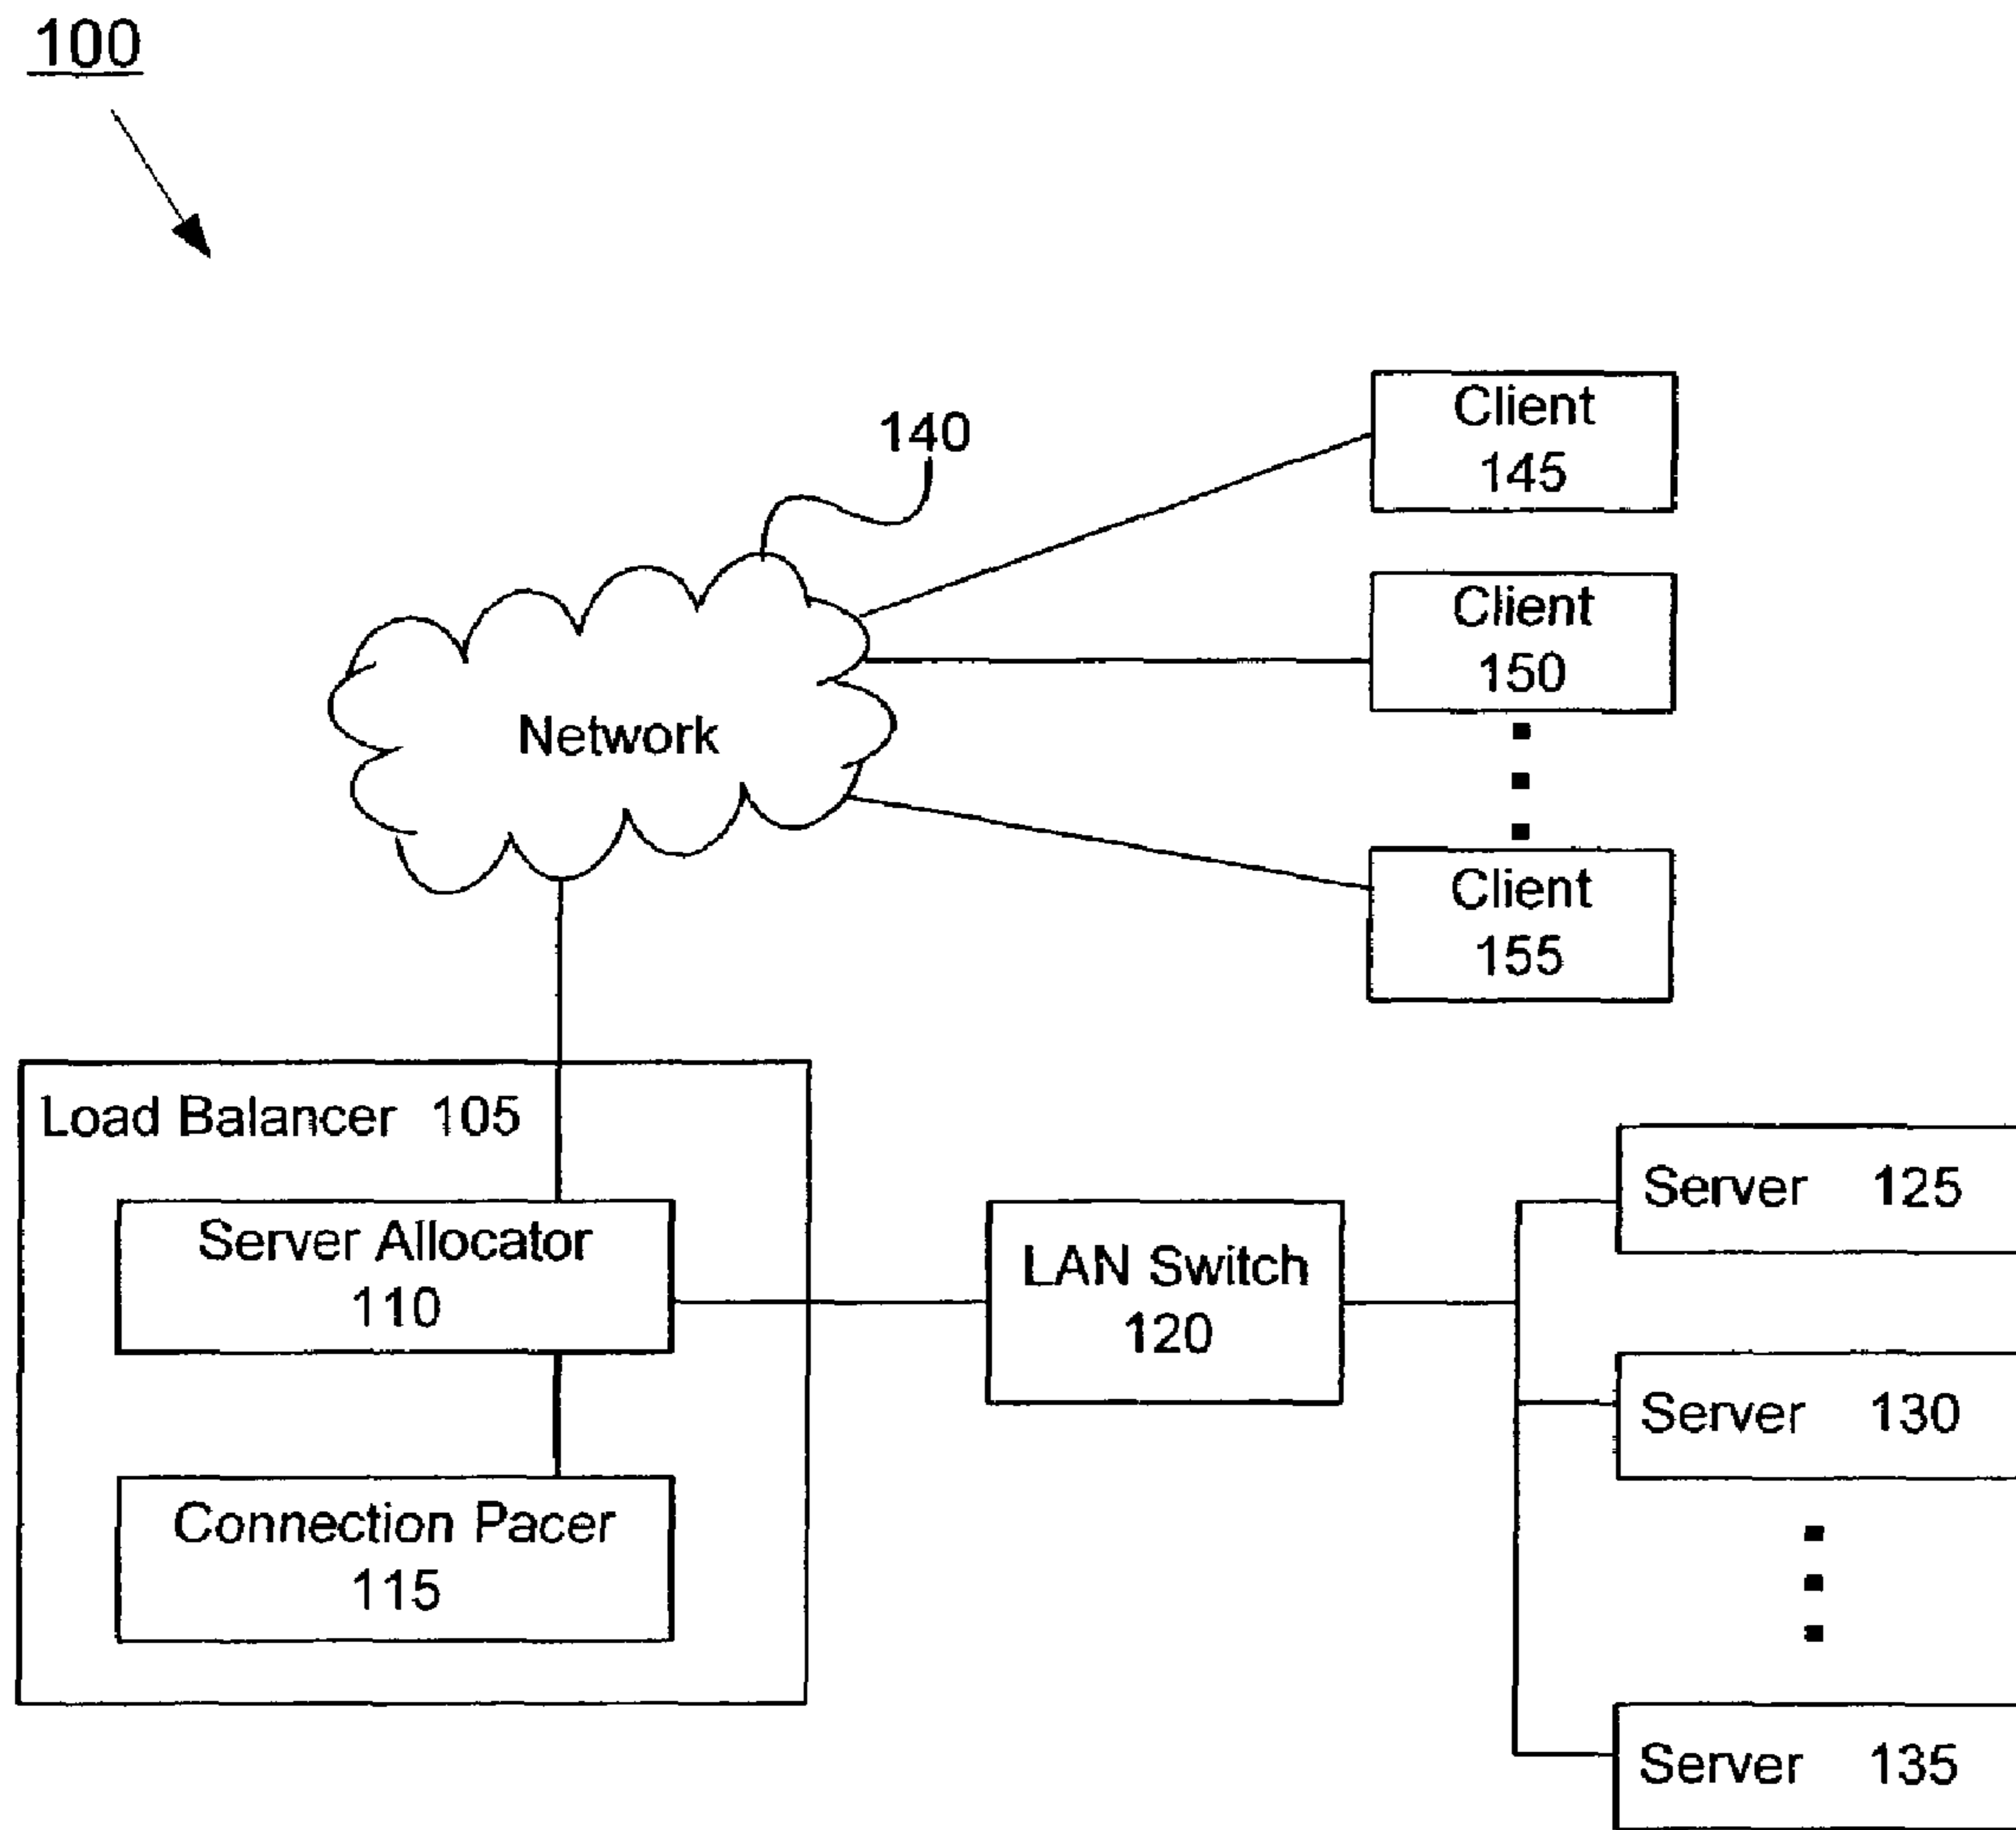 100
140
Client
145
Client
150
Network
Client
155
Load Balancer 105
Server Allocator
110
LAN Switch
120
Server 125
Server 130
Connection Pacer
115
Server 135